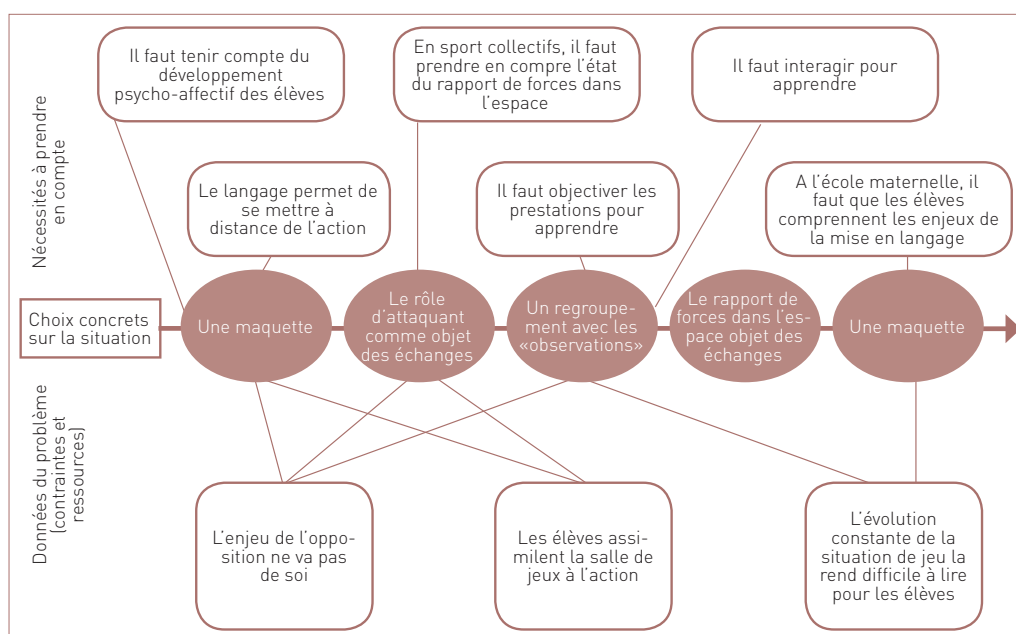 Nécessités à prendre
en compte
Il faut tenir compte du
développement
psycho-affectif des élèves
En sport collectifs, il faut
prendre en compre l'état
du rapport de forces dans
l'espace
Il faut interagir pour
apprendre
Le langage permet de
se mettre à
distance de l'action
Il faut objectiver les
prestations pour
apprendre
A l'école maternelle, il
faut que les élèves
comprennent les enjeux de
la mise en langage
Choix concrets
sur la situation
Une maquette
Le rôle
d'attaquant
comme objet
des échanges
Un regroupe-
ment avec les
«observations»
Le rapport de
forces dans l'es-
pace objet des
échanges
Une maquette
Données du problème
(contraintes et
ressources)
L'enjeu de l'oppo-
sition ne va pas
de soi
Les élèves assi-
milent la salle de
jeux à l'action
L'évolution
constante de la
situation de jeu la
rend difficile à lire
pour les élèves